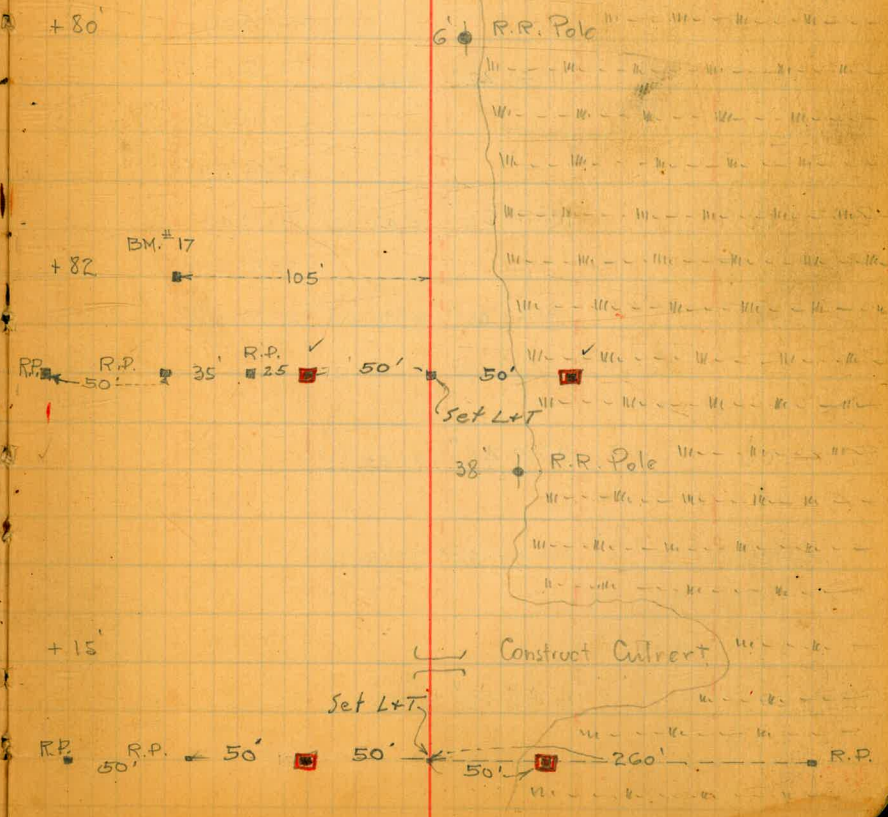 +80' 6' R.R. Pole
BM.#17
+82 105'
R.P. R.P. R.P. ✓ ✓
50' 35' 25 50' 50'
Set L+T
38' R.R. Pole
+15' Construct Culvert
Set L+T
R.P. R.P. 50' 50' 260' R.P.
50' 50'